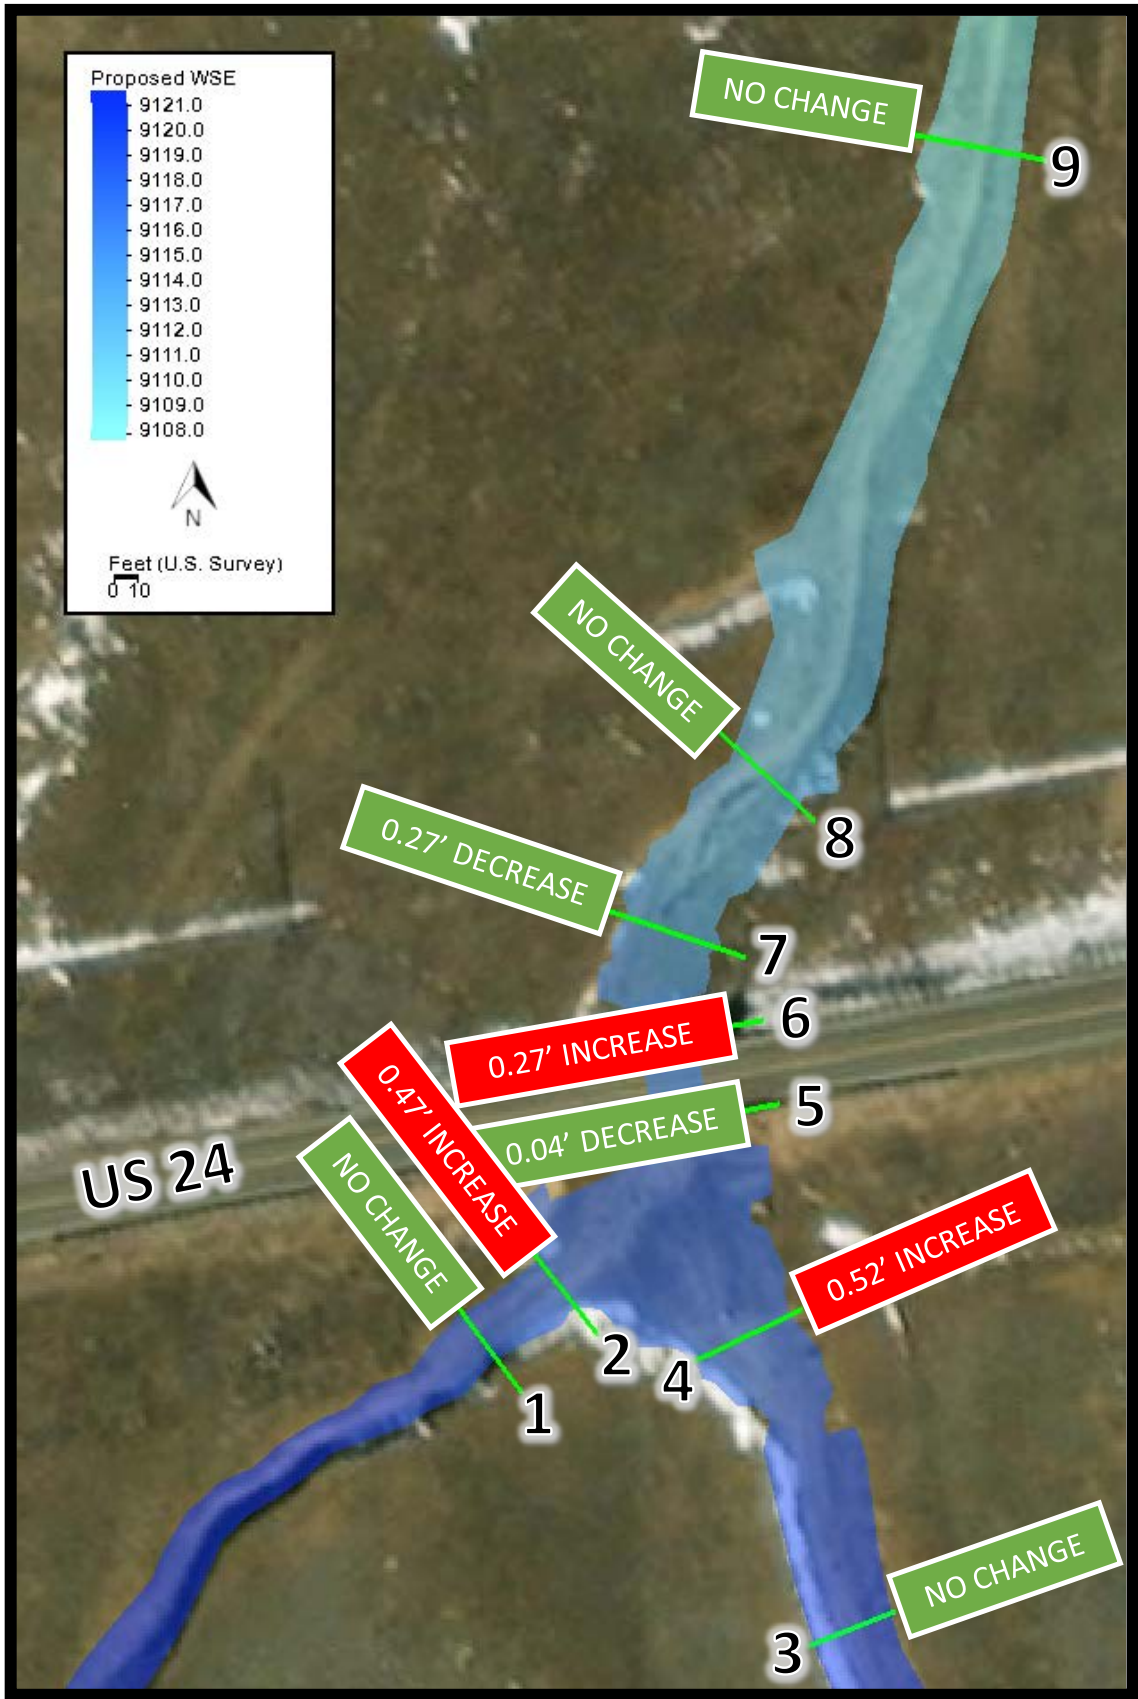 Proposed WSE
9121.0
9120.0
9119.0
9118.0
9117.0
9116.0
9115.0
9114.0
9113.0
9112.0
9111.0
9110.0
9109.0
9108.0
N
Feet (U.S. Survey)
0 10
NO CHANGE
9
NO CHANGE
8
0.27' DECREASE
7
0.27' INCREASE
6
0.47' INCREASE
0.04' DECREASE
5
US 24
NO CHANGE
0.52' INCREASE
2
4
1
NO CHANGE
3